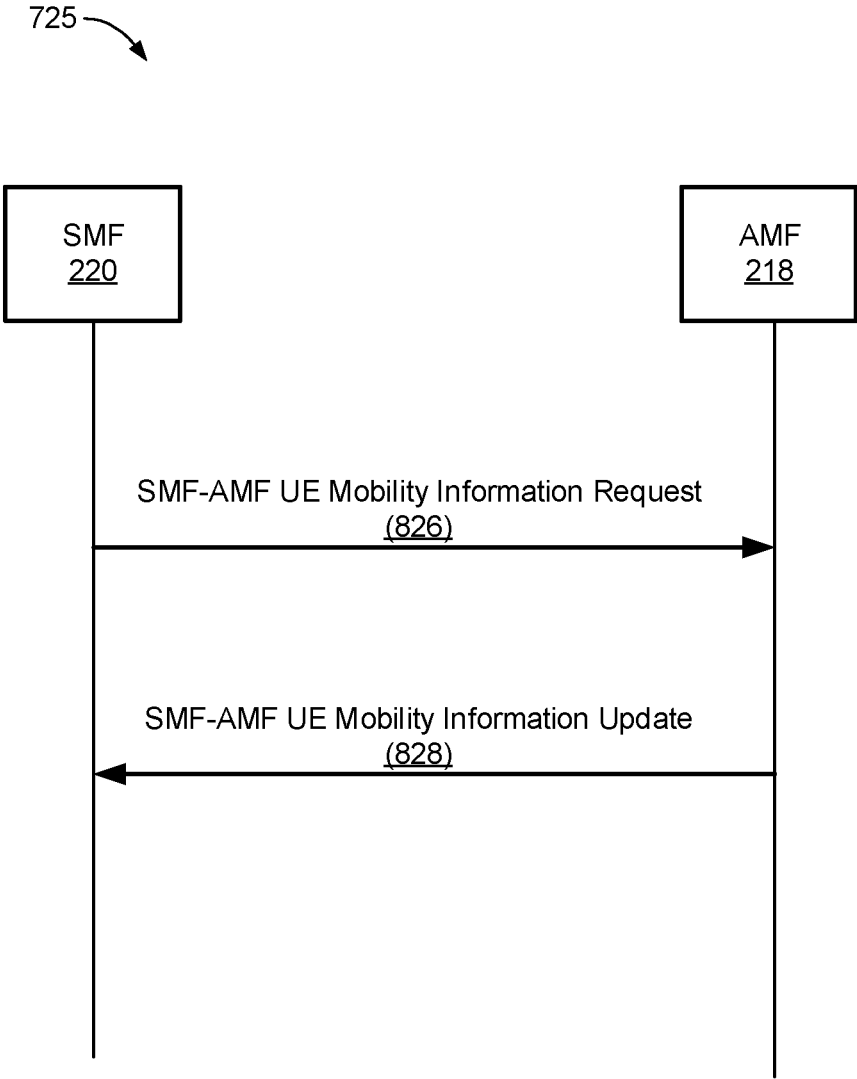 725
SMF
220
AMF
218
SMF-AMF UE Mobility Information Request
(826)
SMF-AMF UE Mobility Information Update
(828)